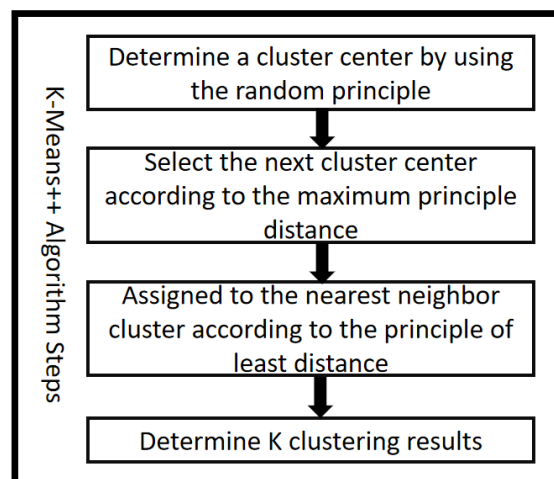 K-Means++ Algorithm Steps
Determine a cluster center by using
the random principle
Select the next cluster center
according to the maximum principle
distance
Assigned to the nearest neighbor
cluster according to the principle of
least distance
Determine K clustering results